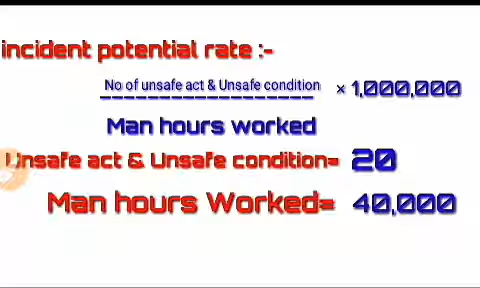 incident potential rate :-
No of unsafe act & Unsafe condition × 1,000,000
Man hours worked
Unsafe act & Unsafe condition= 20
Man hours Worked= 40,000